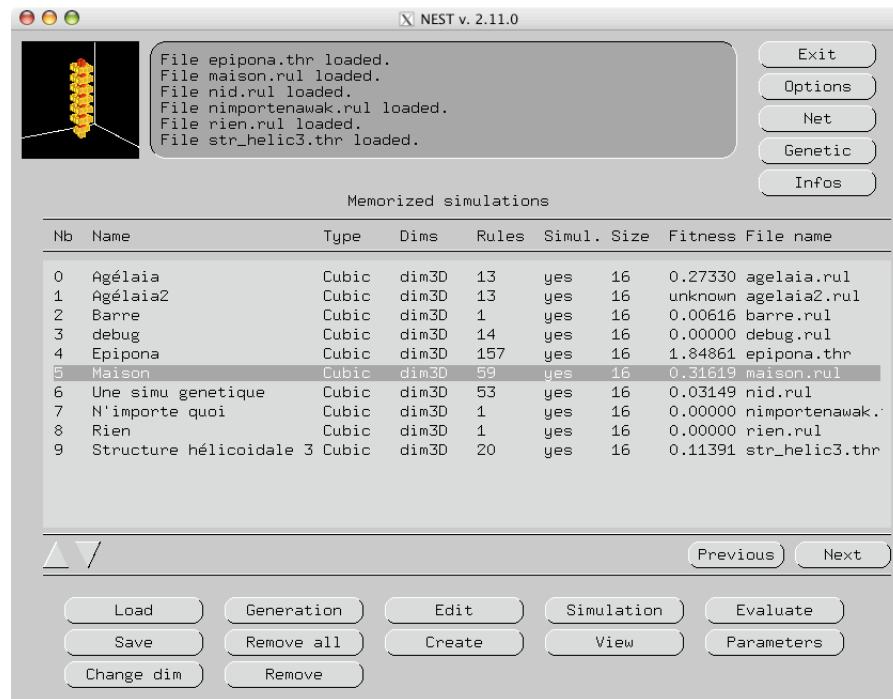 NEST v. 2.11.0
File epipona.thr loaded.
File maison.rul loaded.
File nid.rul loaded.
File nimportenawak.rul loaded.
File rien.rul loaded.
File str_helic3.thr loaded.
Exit
Options
Net
Genetic
Infos
Memorized simulations
Nb Name Type Dims Rules Simul. Size Fitness File name
0 Agélaia Cubic dim3D 13 yes 16 0.27330 agelaia.rul
1 Agélaia2 Cubic dim3D 13 yes 16 unknown agelaia2.rul
2 Barre Cubic dim3D 1 yes 16 0.00616 barre.rul
3 debug Cubic dim3D 14 yes 16 0.00000 debug.rul
4 Epipona Cubic dim3D 157 yes 16 1.84861 epipona.thr
5 Maison Cubic dim3D 59 yes 16 0.31619 maison.rul
6 Une simu genetique Cubic dim3D 53 yes 16 0.03149 nid.rul
7 N'importe quoi Cubic dim3D 1 yes 16 0.00000 nimportenawak.
8 Rien Cubic dim3D 1 yes 16 0.00000 rien.rul
9 Structure hélicoidale 3 Cubic dim3D 20 yes 16 0.11391 str_helic3.thr
Previous Next
Load Generation Edit Simulation Evaluate
Save Remove all Create View Parameters
Change dim Remove